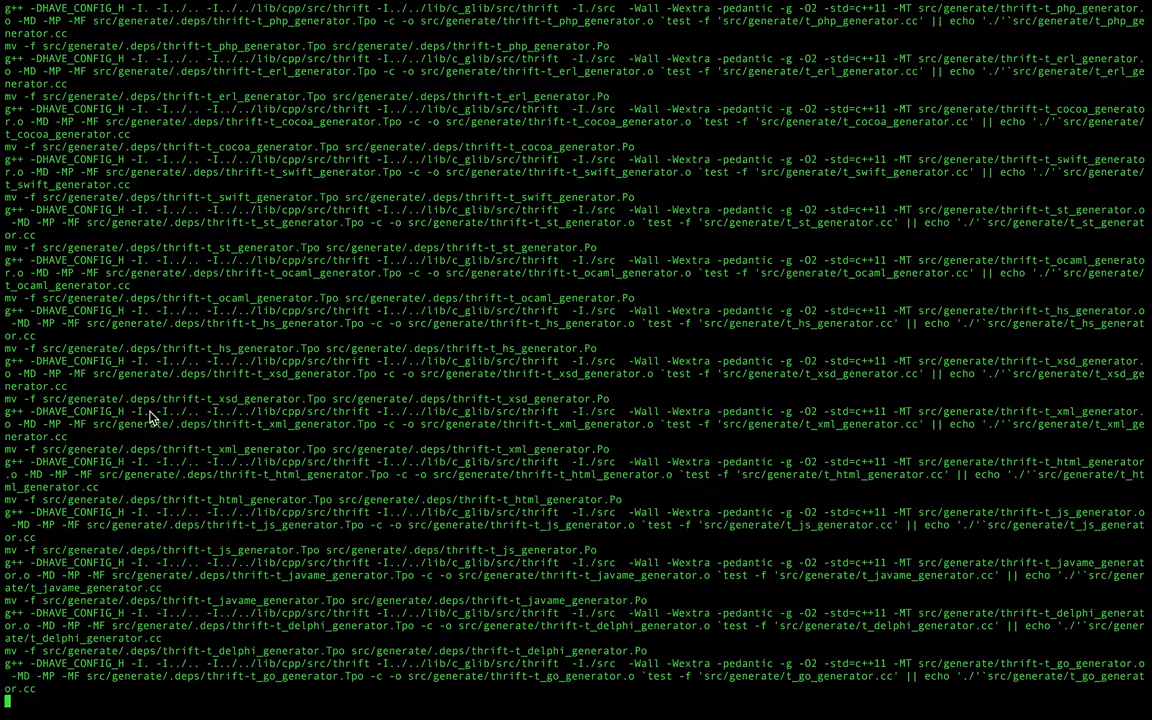 g++ -DHAVE_CONFIG_H -I. -I../.. -I../../lib/cpp/src/thrift -I../../lib/c_glib/src/thrift  -I./src  -Wall -Wextra -pedantic -g -O2 -std=c++11 -MT src/generate/thrift-t_php_generator.
o -MD -MP -MF src/generate/.deps/thrift-t_php_generator.Tpo -c -o src/generate/thrift-t_php_generator.o `test -f 'src/generate/t_php_generator.cc' || echo './'`src/generate/t_php_ge
nerator.cc
mv -f src/generate/.deps/thrift-t_php_generator.Tpo src/generate/.deps/thrift-t_php_generator.Po
g++ -DHAVE_CONFIG_H -I. -I../.. -I../../lib/cpp/src/thrift -I../../lib/c_glib/src/thrift  -I./src  -Wall -Wextra -pedantic -g -O2 -std=c++11 -MT src/generate/thrift-t_erl_generator.
o -MD -MP -MF src/generate/.deps/thrift-t_erl_generator.Tpo -c -o src/generate/thrift-t_erl_generator.o `test -f 'src/generate/t_erl_generator.cc' || echo './'`src/generate/t_erl_ge
nerator.cc
mv -f src/generate/.deps/thrift-t_erl_generator.Tpo src/generate/.deps/thrift-t_erl_generator.Po
g++ -DHAVE_CONFIG_H -I. -I../.. -I../../lib/cpp/src/thrift -I../../lib/c_glib/src/thrift  -I./src  -Wall -Wextra -pedantic -g -O2 -std=c++11 -MT src/generate/thrift-t_cocoa_generato
r.o -MD -MP -MF src/generate/.deps/thrift-t_cocoa_generator.Tpo -c -o src/generate/thrift-t_cocoa_generator.o `test -f 'src/generate/t_cocoa_generator.cc' || echo './'`src/generate/
t_cocoa_generator.cc
mv -f src/generate/.deps/thrift-t_cocoa_generator.Tpo src/generate/.deps/thrift-t_cocoa_generator.Po
g++ -DHAVE_CONFIG_H -I. -I../.. -I../../lib/cpp/src/thrift -I../../lib/c_glib/src/thrift  -I./src  -Wall -Wextra -pedantic -g -O2 -std=c++11 -MT src/generate/thrift-t_swift_generato
r.o -MD -MP -MF src/generate/.deps/thrift-t_swift_generator.Tpo -c -o src/generate/thrift-t_swift_generator.o `test -f 'src/generate/t_swift_generator.cc' || echo './'`src/generate/
t_swift_generator.cc
mv -f src/generate/.deps/thrift-t_swift_generator.Tpo src/generate/.deps/thrift-t_swift_generator.Po
g++ -DHAVE_CONFIG_H -I. -I../.. -I../../lib/cpp/src/thrift -I../../lib/c_glib/src/thrift  -I./src  -Wall -Wextra -pedantic -g -O2 -std=c++11 -MT src/generate/thrift-t_st_generator.o
 -MD -MP -MF src/generate/.deps/thrift-t_st_generator.Tpo -c -o src/generate/thrift-t_st_generator.o `test -f 'src/generate/t_st_generator.cc' || echo './'`src/generate/t_st_generat
or.cc
mv -f src/generate/.deps/thrift-t_st_generator.Tpo src/generate/.deps/thrift-t_st_generator.Po
g++ -DHAVE_CONFIG_H -I. -I../.. -I../../lib/cpp/src/thrift -I../../lib/c_glib/src/thrift  -I./src  -Wall -Wextra -pedantic -g -O2 -std=c++11 -MT src/generate/thrift-t_ocaml_generato
r.o -MD -MP -MF src/generate/.deps/thrift-t_ocaml_generator.Tpo -c -o src/generate/thrift-t_ocaml_generator.o `test -f 'src/generate/t_ocaml_generator.cc' || echo './'`src/generate/
t_ocaml_generator.cc
mv -f src/generate/.deps/thrift-t_ocaml_generator.Tpo src/generate/.deps/thrift-t_ocaml_generator.Po
g++ -DHAVE_CONFIG_H -I. -I../.. -I../../lib/cpp/src/thrift -I../../lib/c_glib/src/thrift  -I./src  -Wall -Wextra -pedantic -g -O2 -std=c++11 -MT src/generate/thrift-t_hs_generator.o
 -MD -MP -MF src/generate/.deps/thrift-t_hs_generator.Tpo -c -o src/generate/thrift-t_hs_generator.o `test -f 'src/generate/t_hs_generator.cc' || echo './'`src/generate/t_hs_generat
or.cc
mv -f src/generate/.deps/thrift-t_hs_generator.Tpo src/generate/.deps/thrift-t_hs_generator.Po
g++ -DHAVE_CONFIG_H -I. -I../.. -I../../lib/cpp/src/thrift -I../../lib/c_glib/src/thrift  -I./src  -Wall -Wextra -pedantic -g -O2 -std=c++11 -MT src/generate/thrift-t_xsd_generator.
o -MD -MP -MF src/generate/.deps/thrift-t_xsd_generator.Tpo -c -o src/generate/thrift-t_xsd_generator.o `test -f 'src/generate/t_xsd_generator.cc' || echo './'`src/generate/t_xsd_ge
nerator.cc
mv -f src/generate/.deps/thrift-t_xsd_generator.Tpo src/generate/.deps/thrift-t_xsd_generator.Po
g++ -DHAVE_CONFIG_H -I. -I../.. -I../../lib/cpp/src/thrift -I../../lib/c_glib/src/thrift  -I./src  -Wall -Wextra -pedantic -g -O2 -std=c++11 -MT src/generate/thrift-t_xml_generator.
o -MD -MP -MF src/generate/.deps/thrift-t_xml_generator.Tpo -c -o src/generate/thrift-t_xml_generator.o `test -f 'src/generate/t_xml_generator.cc' || echo './'`src/generate/t_xml_ge
nerator.cc
mv -f src/generate/.deps/thrift-t_xml_generator.Tpo src/generate/.deps/thrift-t_xml_generator.Po
g++ -DHAVE_CONFIG_H -I. -I../.. -I../../lib/cpp/src/thrift -I../../lib/c_glib/src/thrift  -I./src  -Wall -Wextra -pedantic -g -O2 -std=c++11 -MT src/generate/thrift-t_html_generator
.o -MD -MP -MF src/generate/.deps/thrift-t_html_generator.Tpo -c -o src/generate/thrift-t_html_generator.o `test -f 'src/generate/t_html_generator.cc' || echo './'`src/generate/t_ht
ml_generator.cc
mv -f src/generate/.deps/thrift-t_html_generator.Tpo src/generate/.deps/thrift-t_html_generator.Po
g++ -DHAVE_CONFIG_H -I. -I../.. -I../../lib/cpp/src/thrift -I../../lib/c_glib/src/thrift  -I./src  -Wall -Wextra -pedantic -g -O2 -std=c++11 -MT src/generate/thrift-t_js_generator.o
 -MD -MP -MF src/generate/.deps/thrift-t_js_generator.Tpo -c -o src/generate/thrift-t_js_generator.o `test -f 'src/generate/t_js_generator.cc' || echo './'`src/generate/t_js_generat
or.cc
mv -f src/generate/.deps/thrift-t_js_generator.Tpo src/generate/.deps/thrift-t_js_generator.Po
g++ -DHAVE_CONFIG_H -I. -I../.. -I../../lib/cpp/src/thrift -I../../lib/c_glib/src/thrift  -I./src  -Wall -Wextra -pedantic -g -O2 -std=c++11 -MT src/generate/thrift-t_javame_generat
or.o -MD -MP -MF src/generate/.deps/thrift-t_javame_generator.Tpo -c -o src/generate/thrift-t_javame_generator.o `test -f 'src/generate/t_javame_generator.cc' || echo './'`src/gener
ate/t_javame_generator.cc
mv -f src/generate/.deps/thrift-t_javame_generator.Tpo src/generate/.deps/thrift-t_javame_generator.Po
g++ -DHAVE_CONFIG_H -I. -I../.. -I../../lib/cpp/src/thrift -I../../lib/c_glib/src/thrift  -I./src  -Wall -Wextra -pedantic -g -O2 -std=c++11 -MT src/generate/thrift-t_delphi_generat
or.o -MD -MP -MF src/generate/.deps/thrift-t_delphi_generator.Tpo -c -o src/generate/thrift-t_delphi_generator.o `test -f 'src/generate/t_delphi_generator.cc' || echo './'`src/gener
ate/t_delphi_generator.cc
mv -f src/generate/.deps/thrift-t_delphi_generator.Tpo src/generate/.deps/thrift-t_delphi_generator.Po
g++ -DHAVE_CONFIG_H -I. -I../.. -I../../lib/cpp/src/thrift -I../../lib/c_glib/src/thrift  -I./src  -Wall -Wextra -pedantic -g -O2 -std=c++11 -MT src/generate/thrift-t_go_generator.o
 -MD -MP -MF src/generate/.deps/thrift-t_go_generator.Tpo -c -o src/generate/thrift-t_go_generator.o `test -f 'src/generate/t_go_generator.cc' || echo './'`src/generate/t_go_generat
or.cc